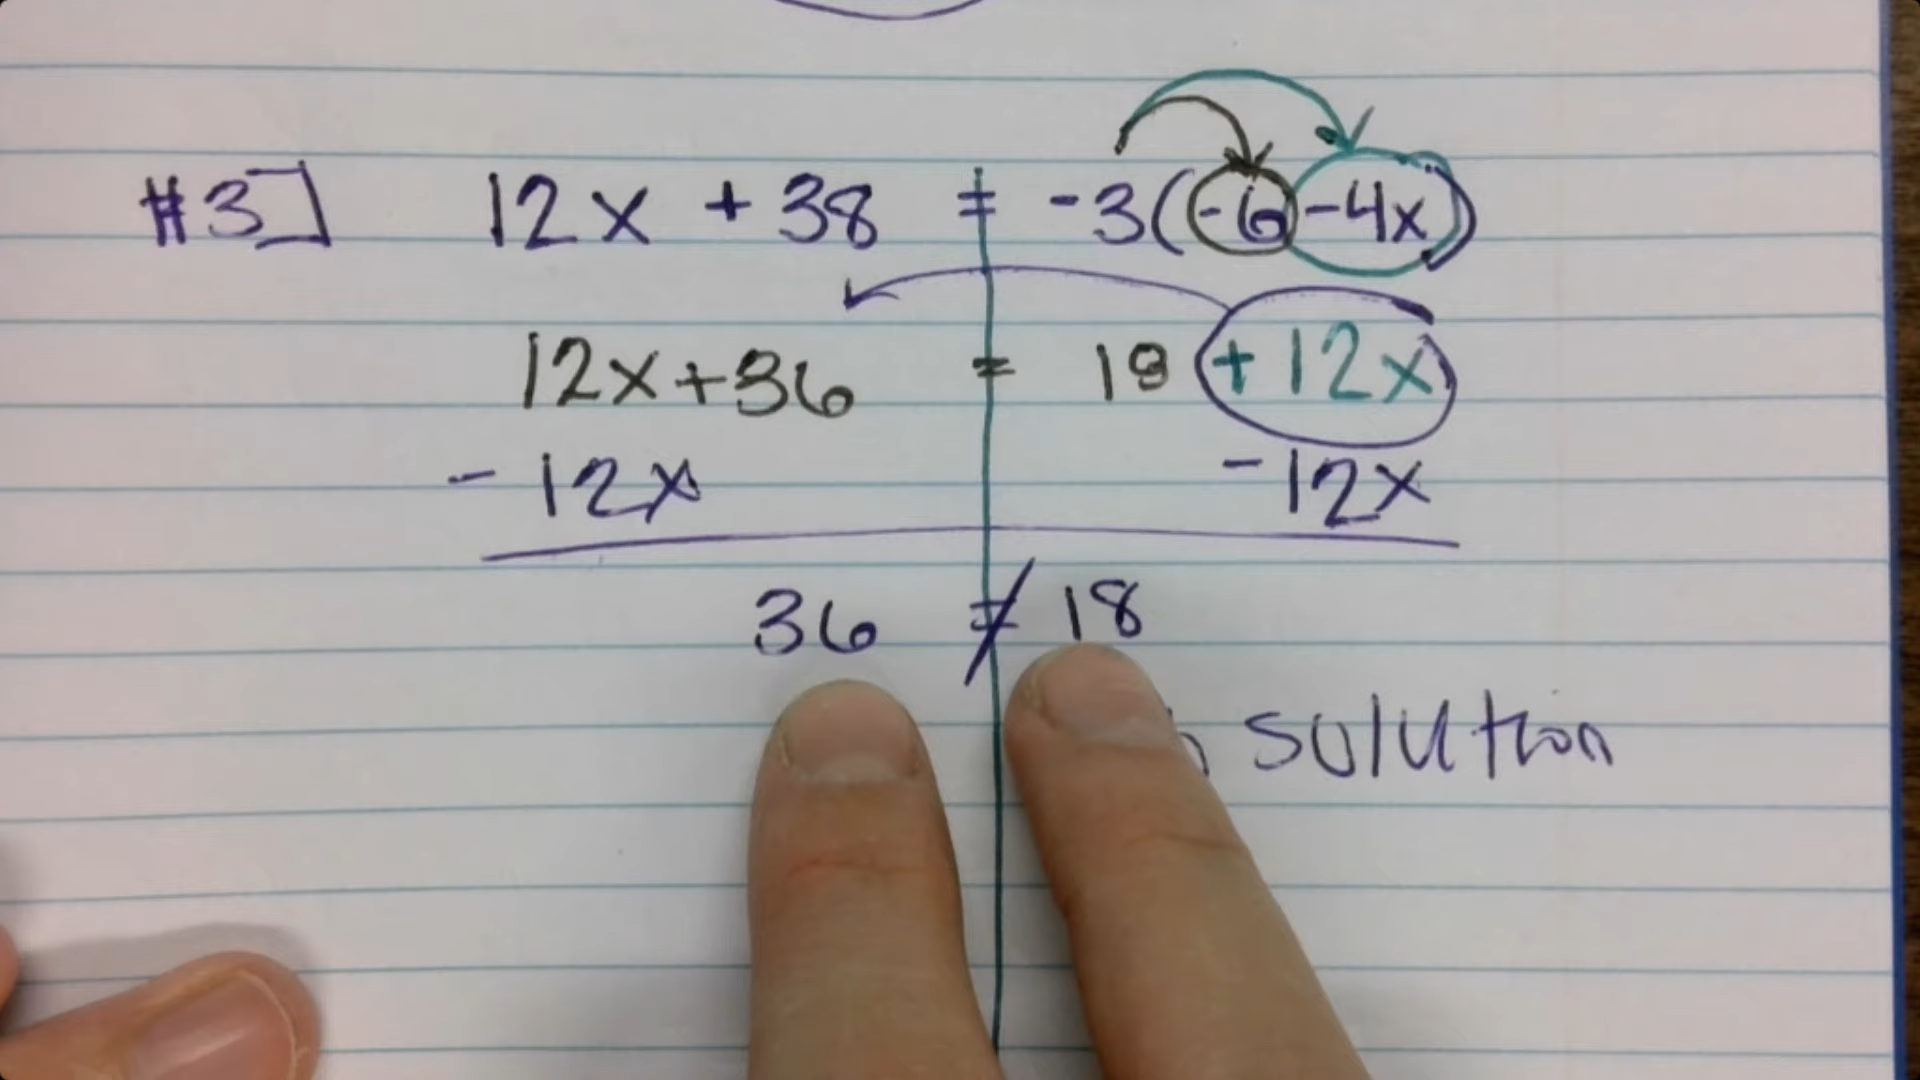 #3] 12x + 38 = -3(-6-4x)
12x+36 = 18 +12x
-12x -12x
36 ≠ 18
solution